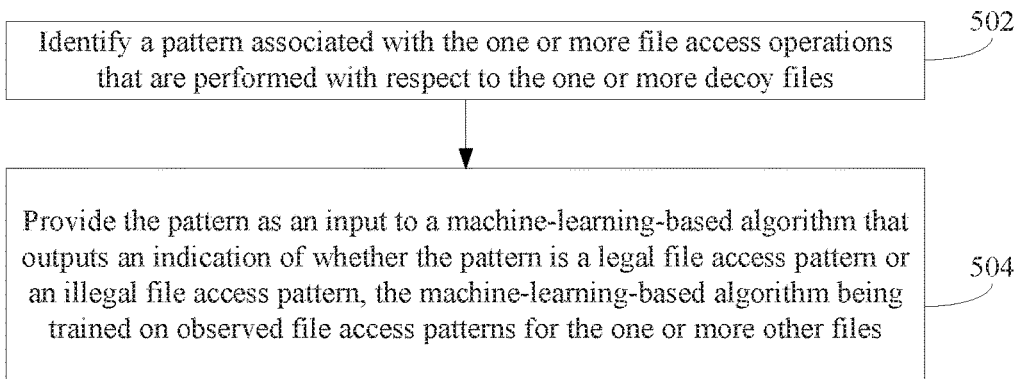 502
Identify a pattern associated with the one or more file access operations
that are performed with respect to the one or more decoy files
Provide the pattern as an input to a machine-learning-based algorithm that
outputs an indication of whether the pattern is a legal file access pattern or
an illegal file access pattern, the machine-learning-based algorithm being
trained on observed file access patterns for the one or more other files
504